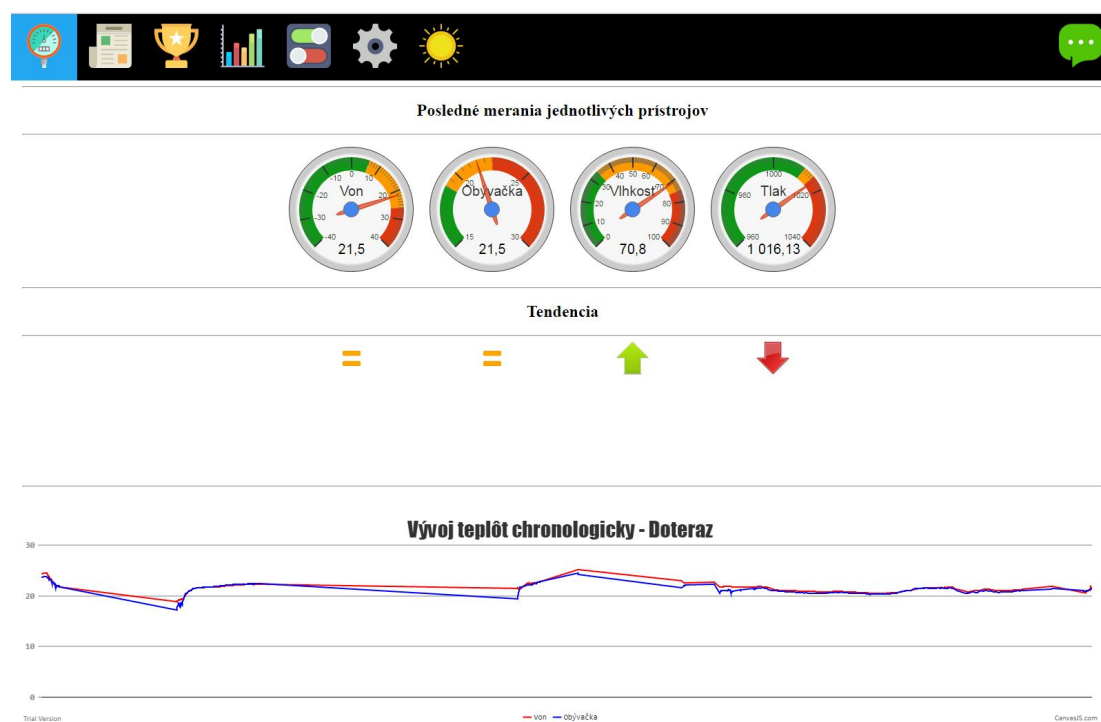 Posledné merania jednotlivých prístrojov
-40 -30 -20 -10 0 10 20 30 40
Von
21,5
15 20 25 30
Obývačka
21,5
0 10 20 30 40 50 60 70 80 90 100
Vlhkosť
70,8
960 980 1000 1020 1040
Tlak
1 016,13
Tendencia
Vývoj teplôt chronologicky - Doteraz
30
20
10
0
Trial Version
von obývačka
CanvasJS.com